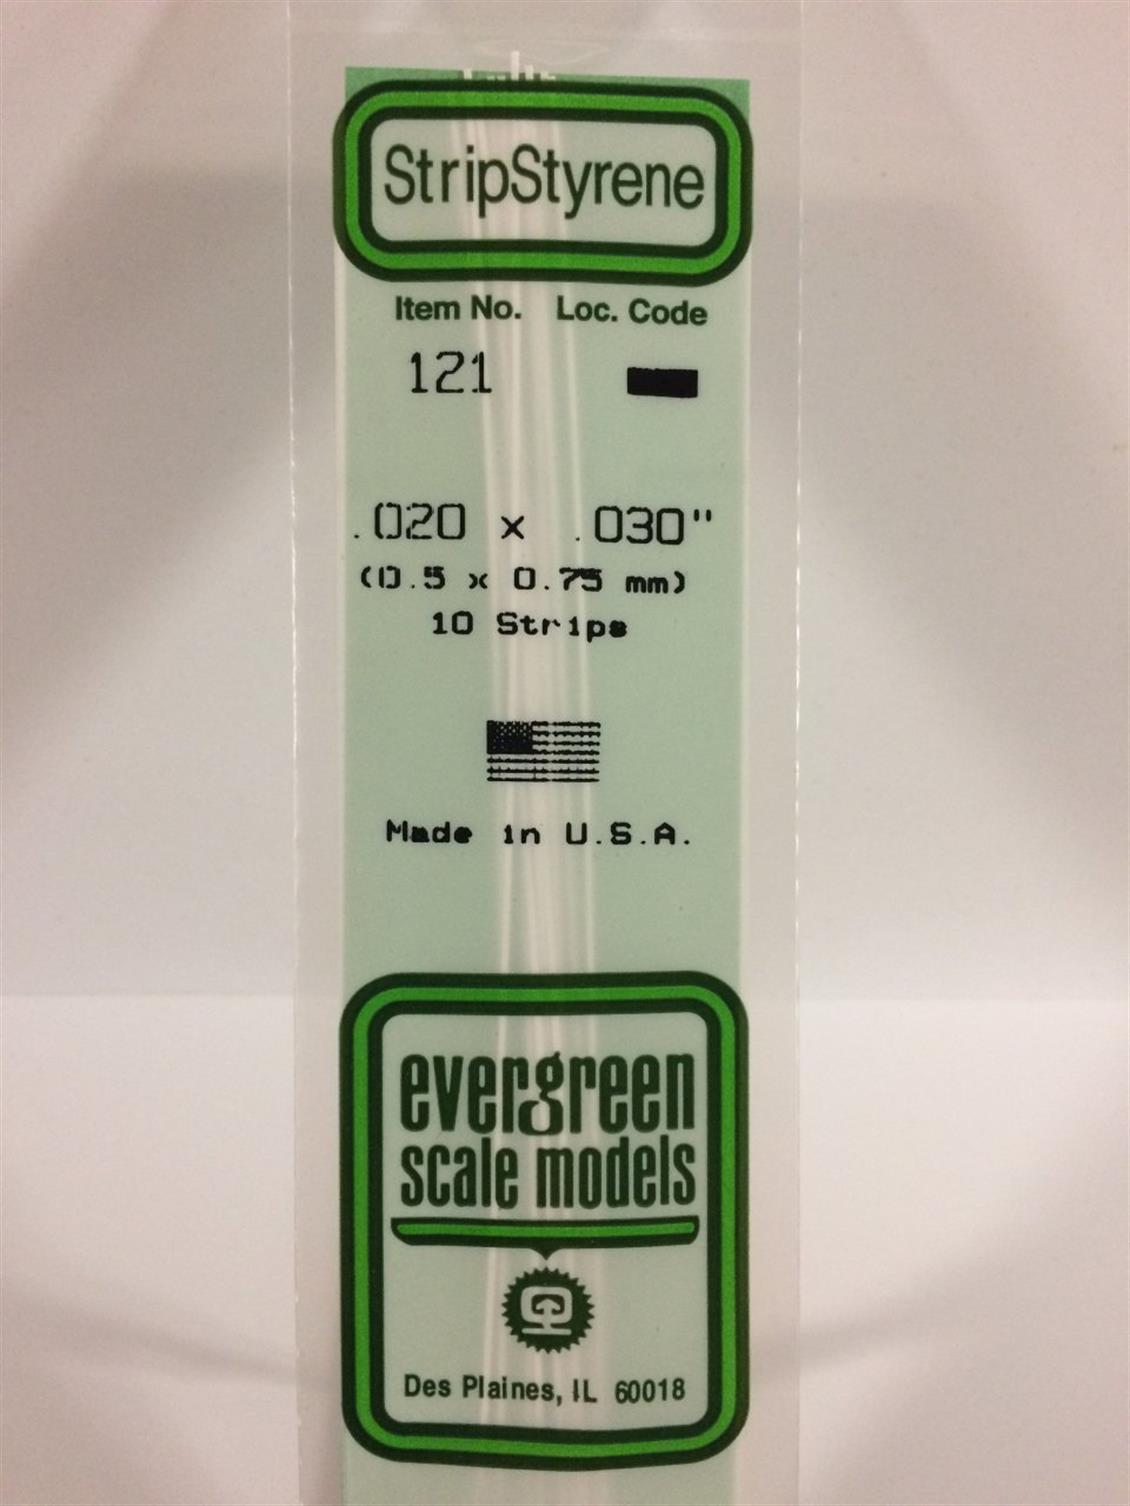 StripStyrene
Item No. Loc. Code
121
.020 x .030"
(0.5 x 0.75 mm)
10 Strips
Made in U.S.A.
evergreen
scale models
Des Plaines, IL 60018